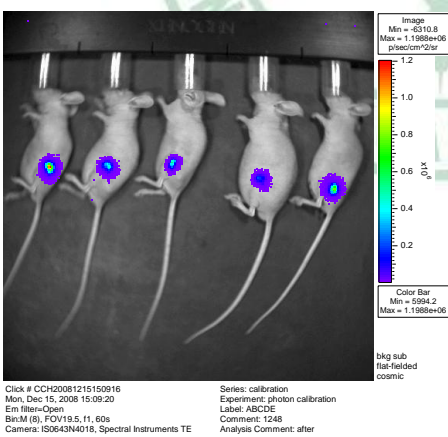 Image
Min = -6310.8
Max = 1.1988e+06
p/sec/cm^2/sr
1.2
1.0
0.8
0.6
0.4
0.2
x10^6
Color Bar
Min = 5994.2
Max = 1.1988e+06
bkg sub
flat-fielded
cosmic
Click # CCH20081215150916
Mon, Dec 15, 2008 15:09:20
Em filter=Open
Bin:M (8), FOV19.5, f1, 60s
Camera: IS0643N4018, Spectral Instruments TE
Series: calibration
Experiment: photon calibration
Label: ABCDE
Comment: 1248
Analysis Comment: after